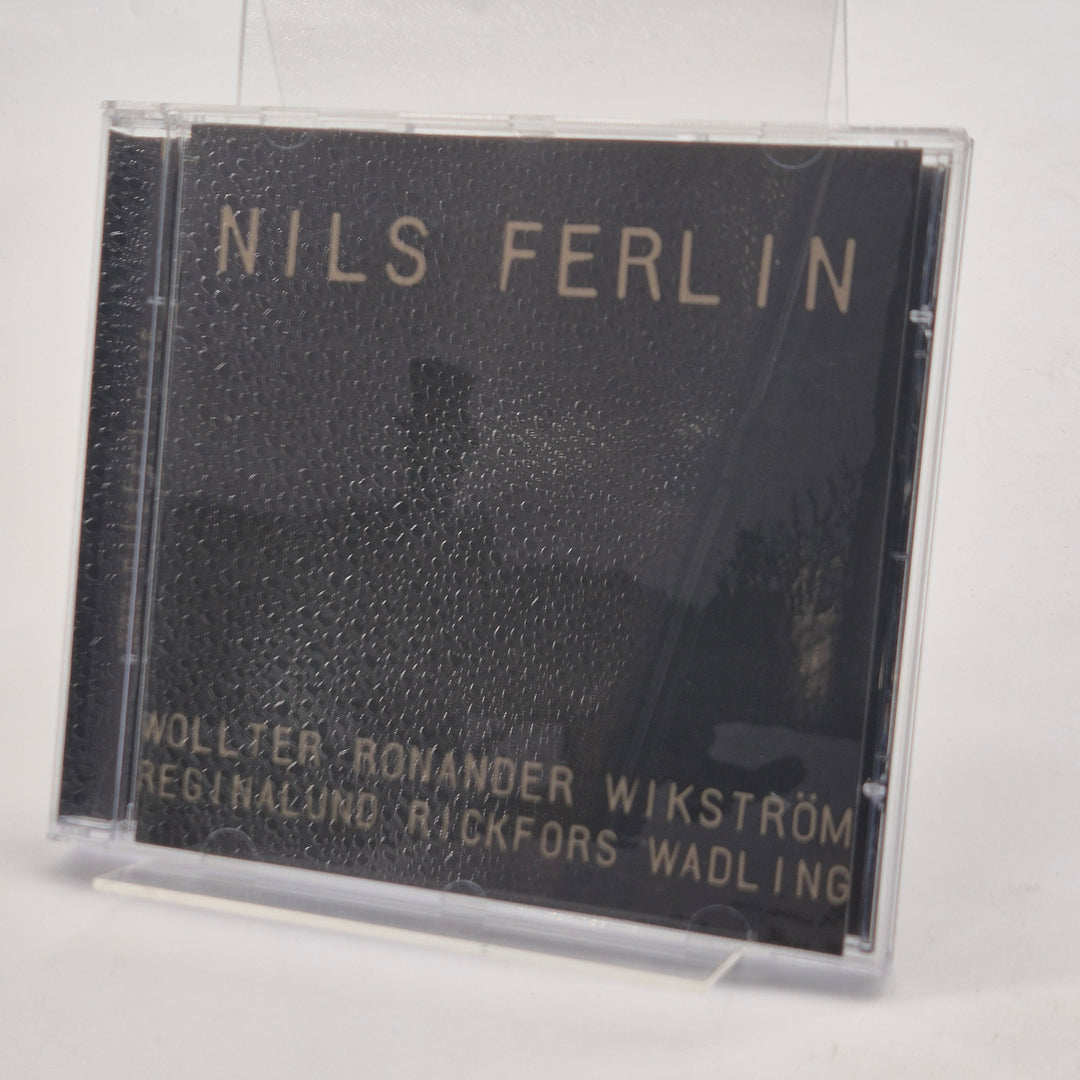 NILS FERLIN
WOLLTER RONANDER WIKSTRÖM
REGINALUND RICKFORS WADLING